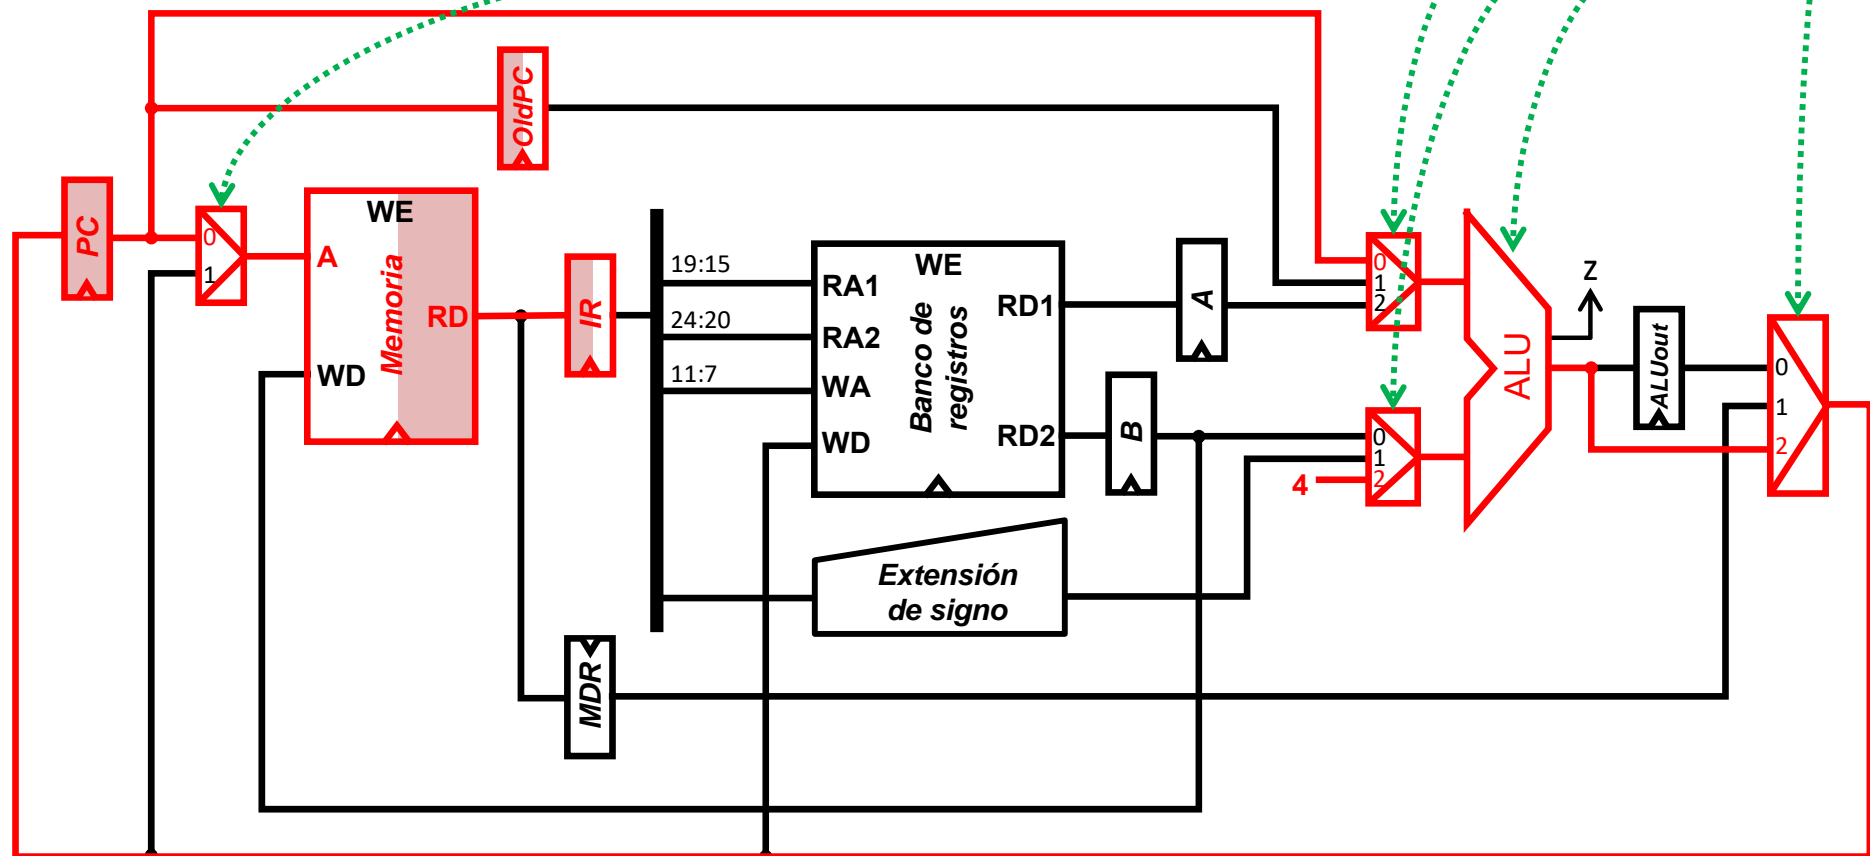 OldPC
PC
0
1
WE
A
Memoria
RD
WD
IR
19:15
24:20
11:7
WE
RA1
RA2
WA
WD
Banco de
registros
RD1
RD2
A
B
0
1
2
0
1
2
4
ALU
Z
ALUout
0
1
2
Extensión
de signo
MDR